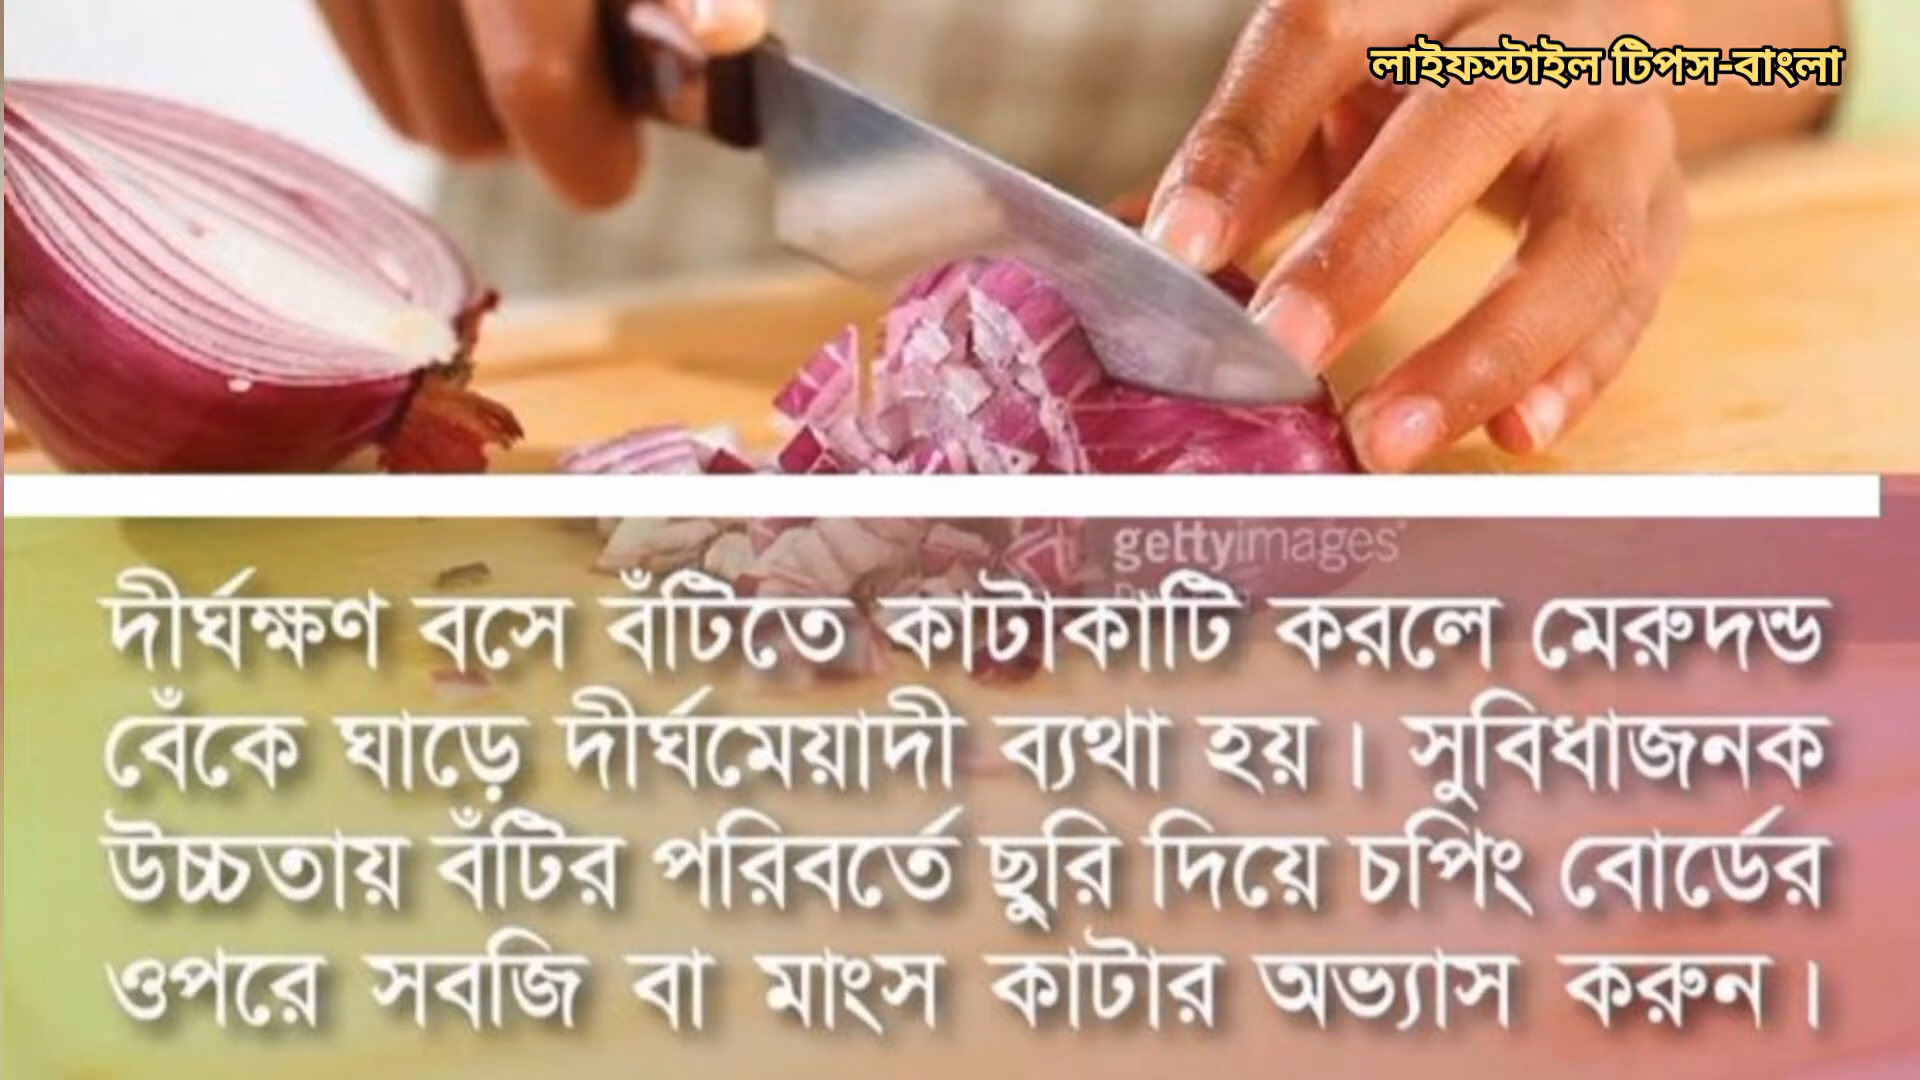 লাইফস্টাইল টিপস-বাংলা
gettyimages®
দীর্ঘক্ষণ বসে বঁটিতে কাটাকাটি করলে মেরুদন্ড
বেঁকে ঘাড়ে দীর্ঘমেয়াদী ব্যথা হয়। সুবিধাজনক
উচ্চতায় বঁটির পরিবর্তে ছুরি দিয়ে চপিং বোর্ডের
ওপরে সবজি বা মাংস কাটার অভ্যাস করুন।